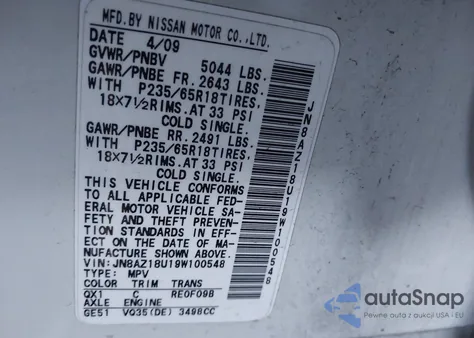 MFD. BY NISSAN MOTOR CO., LTD.
DATE 4/09
GVWR/PNBV 5044 LBS.
GAWR/PNBE FR. 2643 LBS.
WITH P235/65R18TIRES,
18X7½RIMS, AT 33 PSI
COLD SINGLE.
GAWR/PNBE RR. 2491 LBS.
WITH P235/65R18TIRES,
18X7½RIMS, AT 33 PSI
COLD SINGLE.
THIS VEHICLE CONFORMS
TO ALL APPLICABLE FED-
ERAL MOTOR VEHICLE SA-
FETY AND THEFT PREVEN-
TION STANDARDS IN EFF-
ECT ON THE DATE OF MA-
NUFACTURE SHOWN ABOVE.
VIN: JN8AZ18U19W100548
TYPE: MPV
COLOR TRIM TRANS
QX1 C RE0F09B
AXLE ENGINE
GE51 VQ35(DE) 3498CC
JN8AZ18U19W100548
autaSnap
Pewne auta z USA i EU